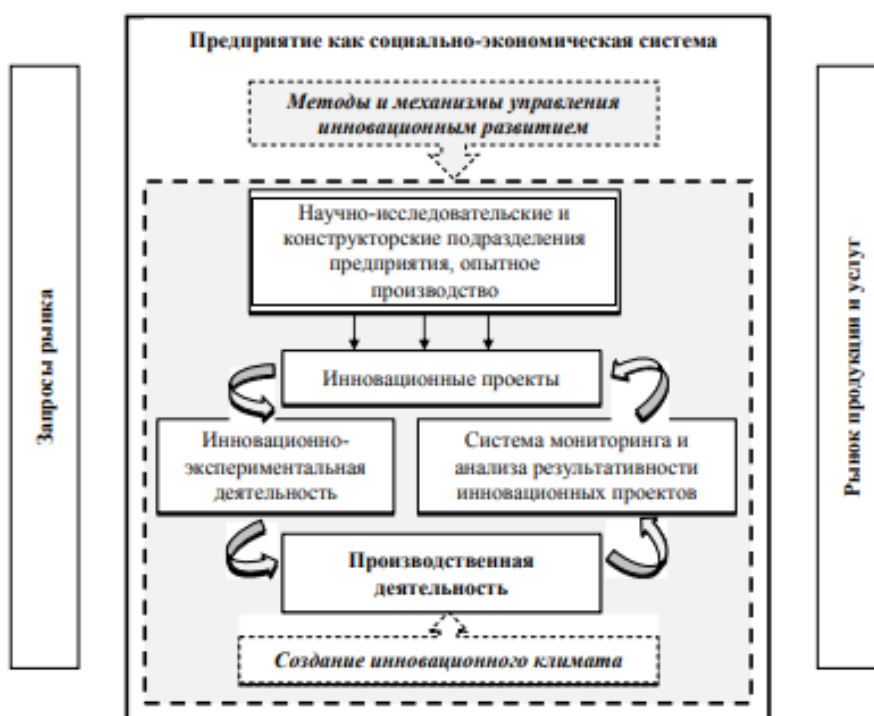 Предприятие как социально-экономическая система
Запросы рынка
Методы и механизмы управления
инновационным развитием
Научно-исследовательские и
конструкторские подразделения
предприятия, опытное
производство
Инновационные проекты
Инновационно-
экспериментальная
деятельность
Система мониторинга и
анализа результативности
инновационных проектов
Производственная
деятельность
Создание инновационного климата
Рынок продукции и услуг